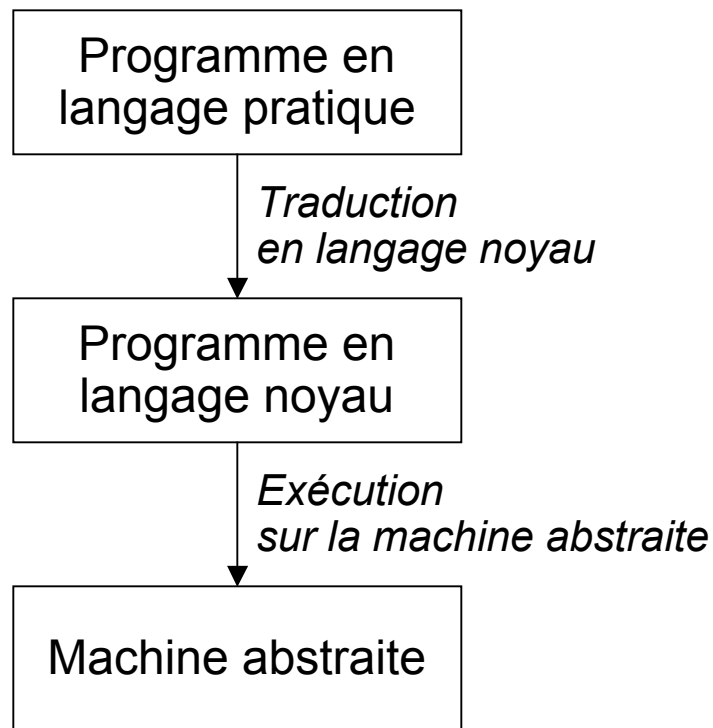 Programme en
langage pratique
Traduction
en langage noyau
Programme en
langage noyau
Exécution
sur la machine abstraite
Machine abstraite